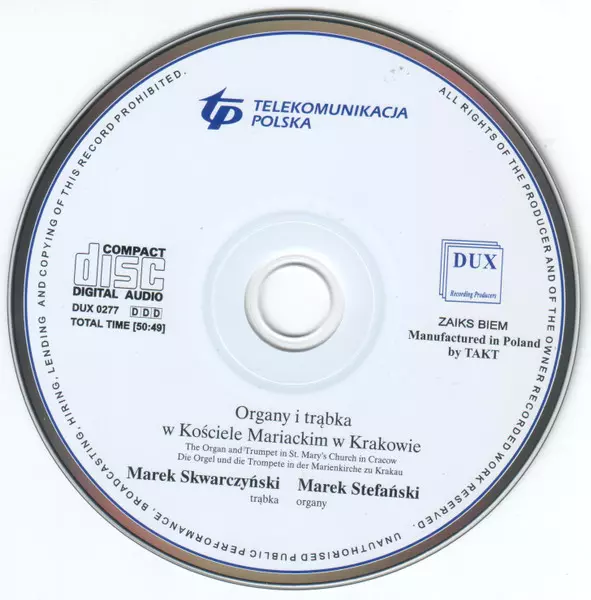 ALL RIGHTS OF THE PRODUCER AND OF THE OWNER RECORDED WORK RESERVED.
UNAUTHORISED PUBLIC PERFORMANCE, BROADCASTING, HIRING, LENDING AND COPYING OF THIS RECORD PROHIBITED.
tp TELEKOMUNIKACJA
POLSKA
COMPACT
disc
DIGITAL AUDIO
DUX 0277 DDD
TOTAL TIME [50:49]
DUX
Recording Producers
ZAIKS BIEM
Manufactured in Poland
by TAKT
Organy i trąbka
w Kościele Mariackim w Krakowie
The Organ and Trumpet in St. Mary's Church in Cracow
Die Orgel und die Trompete in der Marienkirche zu Krakau
Marek Skwarczyński Marek Stefański
trąbka organy